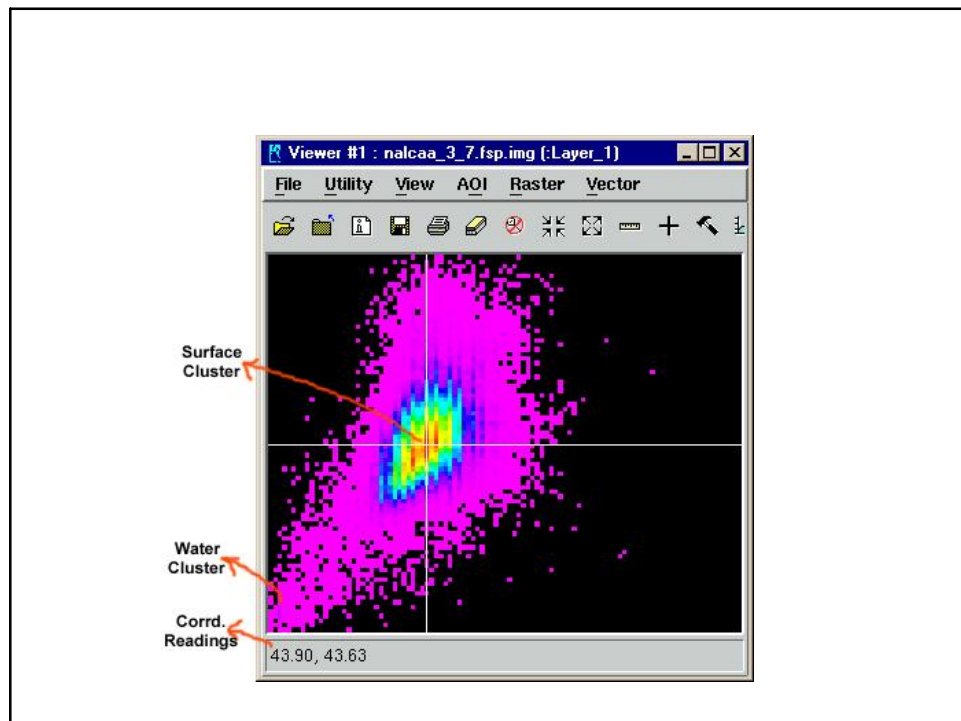 Viewer #1 : nalcaa_3_7.fsp.img (:Layer_1)
File Utility View AOI Raster Vector
Surface
Cluster
Water
Cluster
Corrd.
Readings
43.90, 43.63